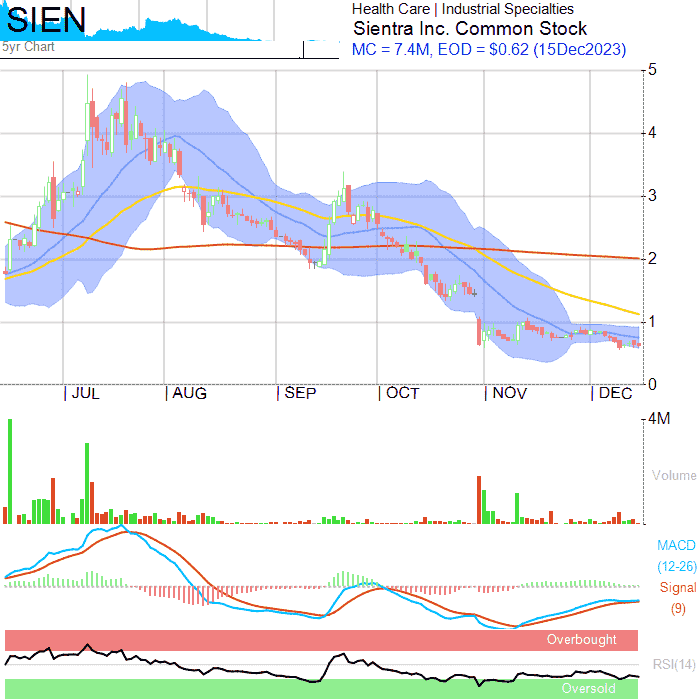 SIEN
Health Care | Industrial Specialties
Sientra Inc. Common Stock
5yr Chart
MC = 7.4M, EOD = $0.62 (15Dec2023)
5
4
3
2
1
0
| JUL | AUG | SEP | OCT | NOV | DEC
4M
Volume
MACD
(12-26)
Signal
(9)
Overbought
RSI(14)
Oversold